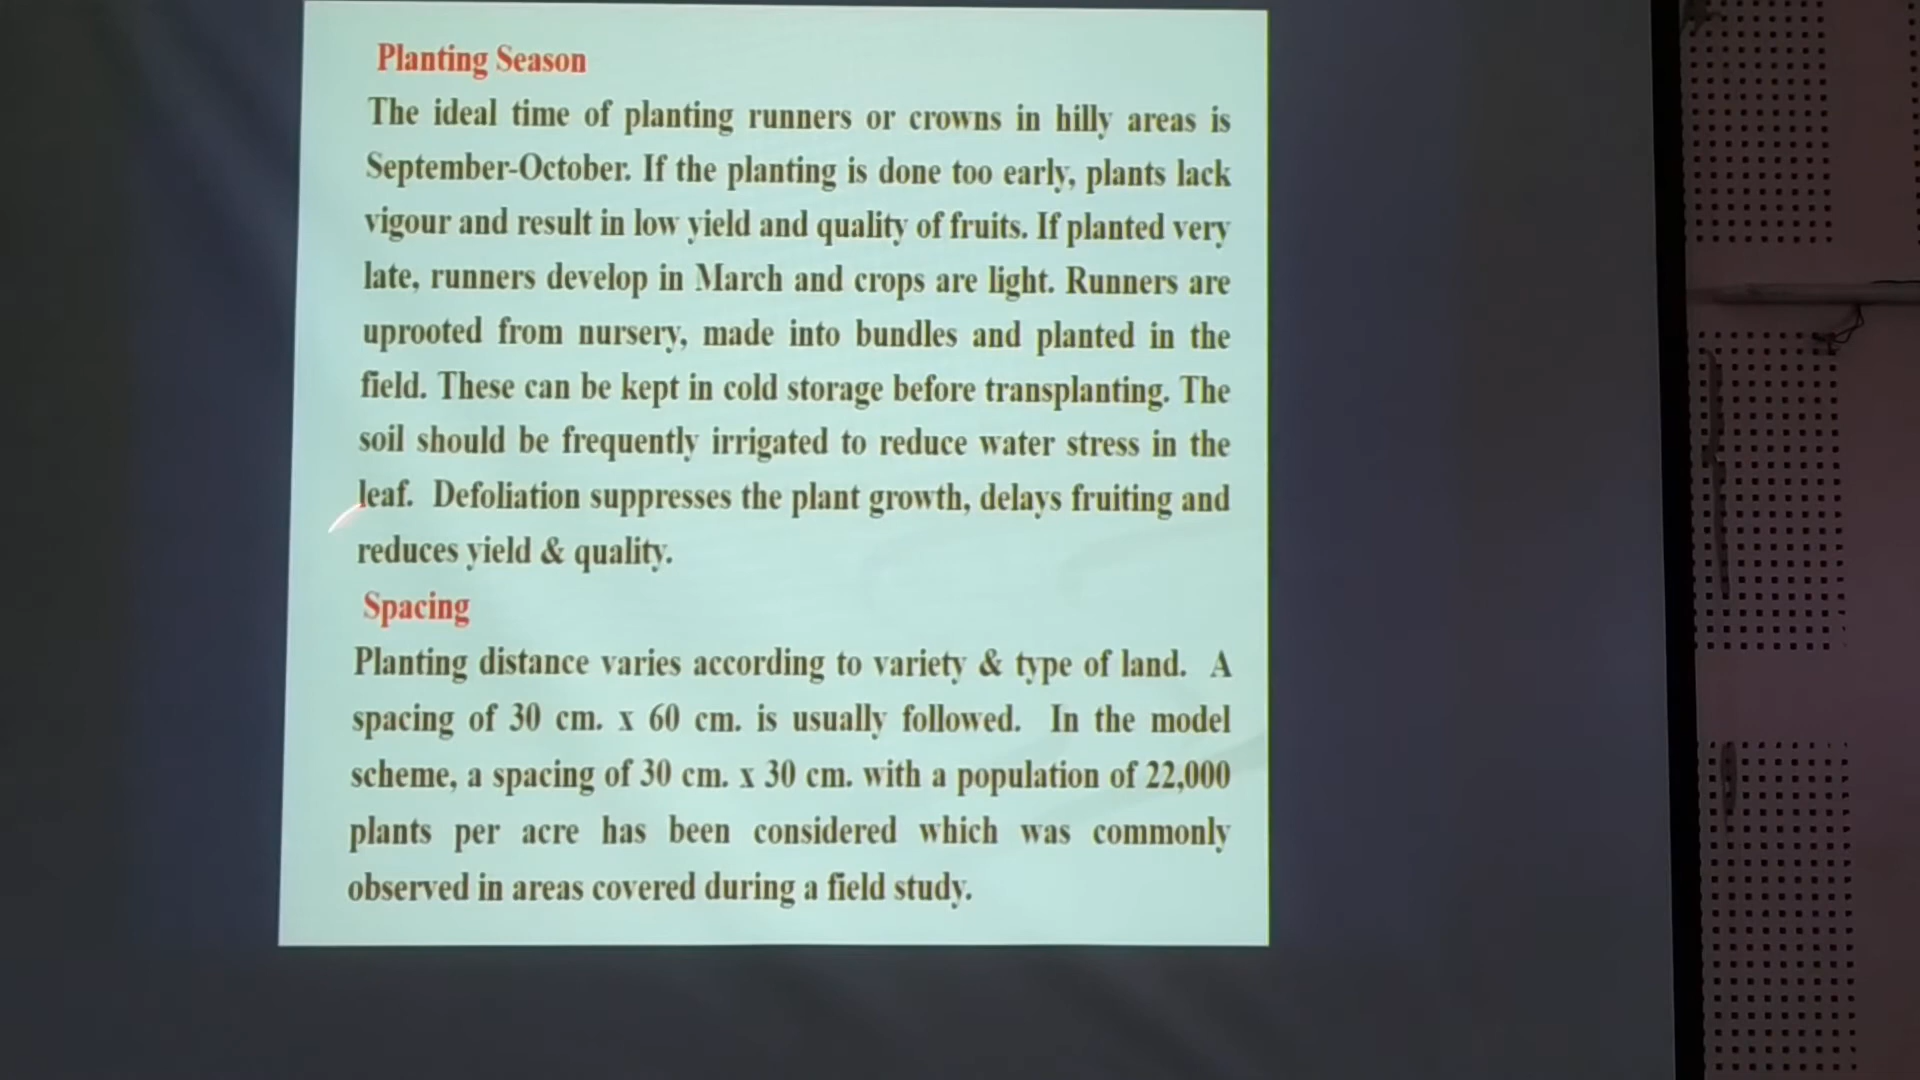 Planting Season
The ideal time of planting runners or crowns in hilly areas is
September-October. If the planting is done too early, plants lack
vigour and result in low yield and quality of fruits. If planted very
late, runners develop in March and crops are light. Runners are
uprooted from nursery, made into bundles and planted in the
field. These can be kept in cold storage before transplanting. The
soil should be frequently irrigated to reduce water stress in the
leaf. Defoliation suppresses the plant growth, delays fruiting and
reduces yield & quality.
Spacing
Planting distance varies according to variety & type of land. A
spacing of 30 cm. x 60 cm. is usually followed. In the model
scheme, a spacing of 30 cm. x 30 cm. with a population of 22,000
plants per acre has been considered which was commonly
observed in areas covered during a field study.